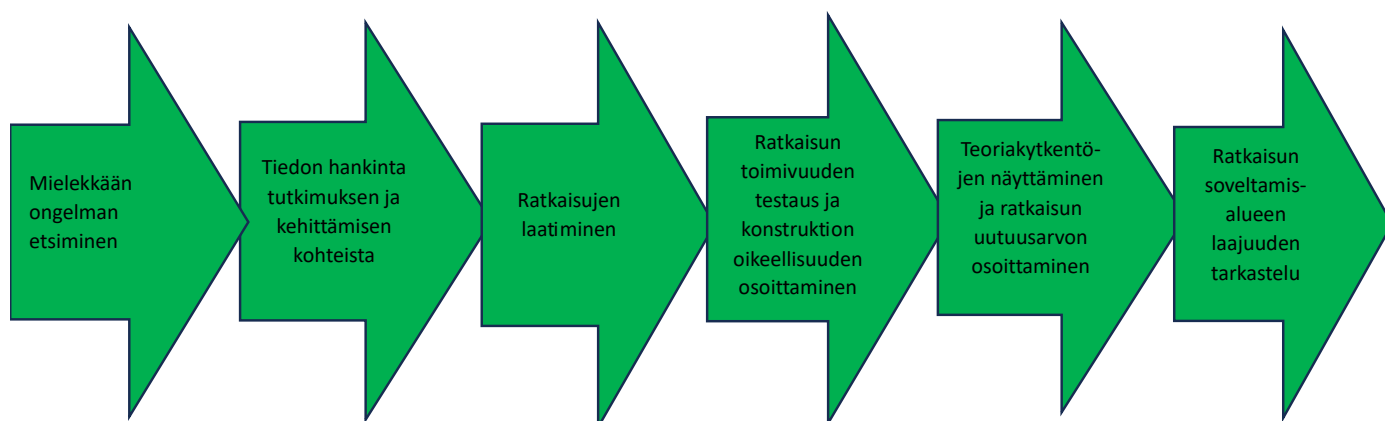 Mielekkään
ongelman
etsiminen
Tiedon hankinta
tutkimuksen ja
kehittämisen
kohteista
Ratkaisujen
laatiminen
Ratkaisun
toimivuuden
testaus ja
konstruktion
oikeellisuuden
osoittaminen
Teoriakytkentö-
jen näyttäminen
ja ratkaisun
uutuusarvon
osoittaminen
Ratkaisun
soveltamis-
alueen
laajuuden
tarkastelu